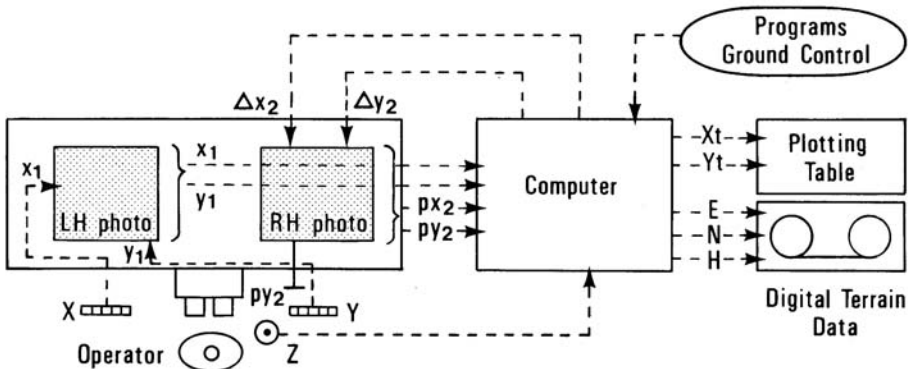 Programs
Ground Control
Δx₂
Δy₂
x₁
y₁
LH photo
RH photo
x₁
y₁
px₂
py₂
Computer
Xt
Yt
Plotting
Table
E
N
H
Digital Terrain
Data
py₂
X
Y
Z
Operator